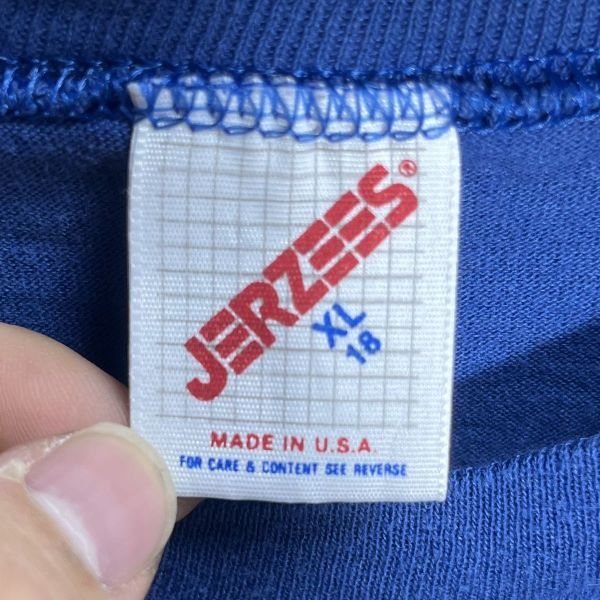 JERZEES®
XL
18
MADE IN U.S.A.
FOR CARE & CONTENT SEE REVERSE